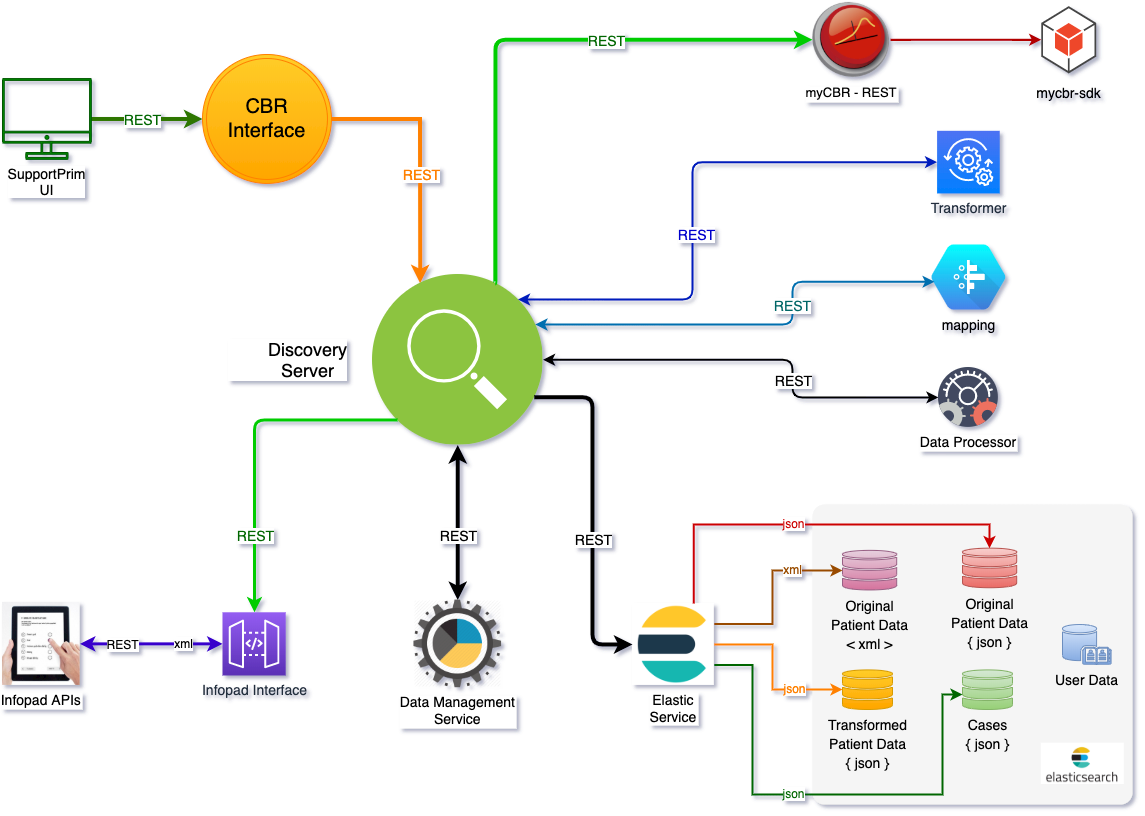 REST
myCBR - REST
mycbr-sdk
REST
CBR
Interface
SupportPrim
UI
REST
REST
Transformer
REST
mapping
Discovery
Server
REST
Data Processor
REST
REST
REST
json
xml
Original
Patient Data
< xml >
Original
Patient Data
{ json }
REST
xml
Infopad APIs
Infopad Interface
Data Management
Service
Elastic
Service
json
Transformed
Patient Data
{ json }
Cases
{ json }
User Data
elasticsearch
json